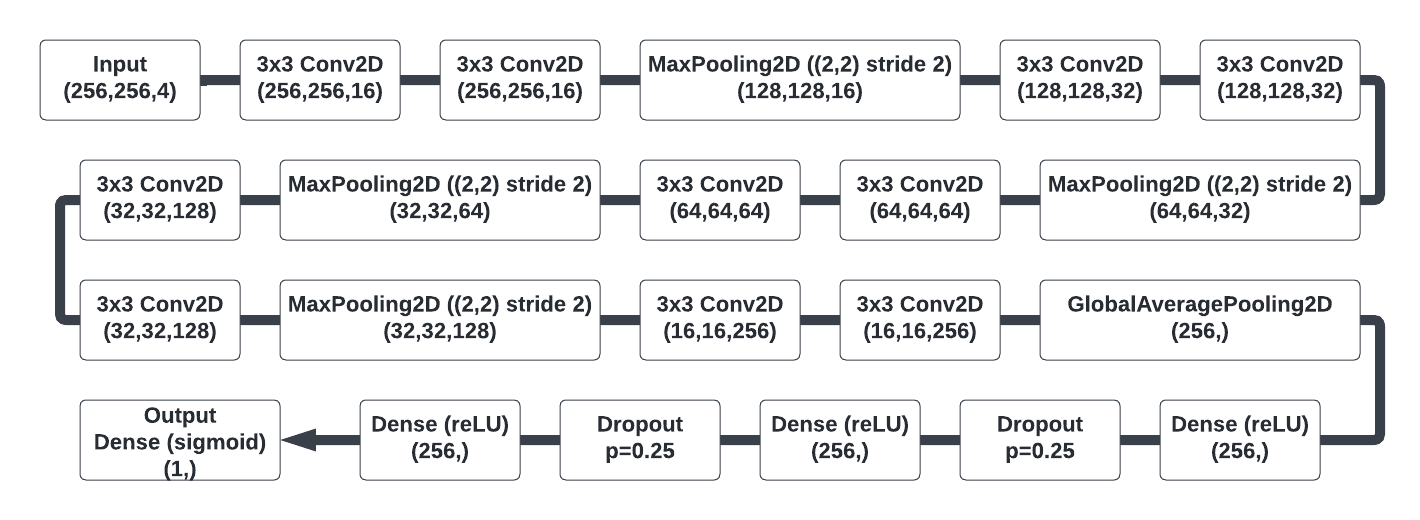 Input
(256,256,4)
3x3 Conv2D
(256,256,16)
3x3 Conv2D
(256,256,16)
MaxPooling2D ((2,2) stride 2)
(128,128,16)
3x3 Conv2D
(128,128,32)
3x3 Conv2D
(128,128,32)
MaxPooling2D ((2,2) stride 2)
(64,64,32)
3x3 Conv2D
(64,64,64)
3x3 Conv2D
(64,64,64)
MaxPooling2D ((2,2) stride 2)
(32,32,64)
3x3 Conv2D
(32,32,128)
3x3 Conv2D
(32,32,128)
MaxPooling2D ((2,2) stride 2)
(32,32,128)
3x3 Conv2D
(16,16,256)
3x3 Conv2D
(16,16,256)
GlobalAveragePooling2D
(256,)
Dense (reLU)
(256,)
Dropout
p=0.25
Dense (reLU)
(256,)
Dropout
p=0.25
Dense (reLU)
(256,)
Output
Dense (sigmoid)
(1,)